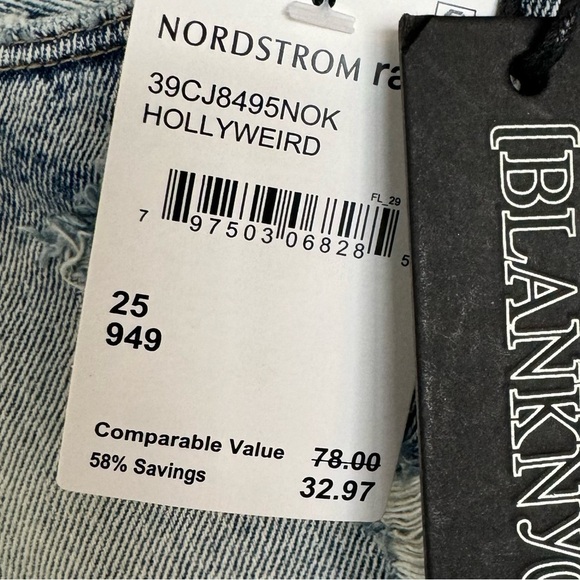 NORDSTROM ra
39CJ8495NOK
HOLLYWEIRD
FL_29
7 97503 06828 5
25
949
Comparable Value 78.00
58% Savings 32.97
[BLANKNYC